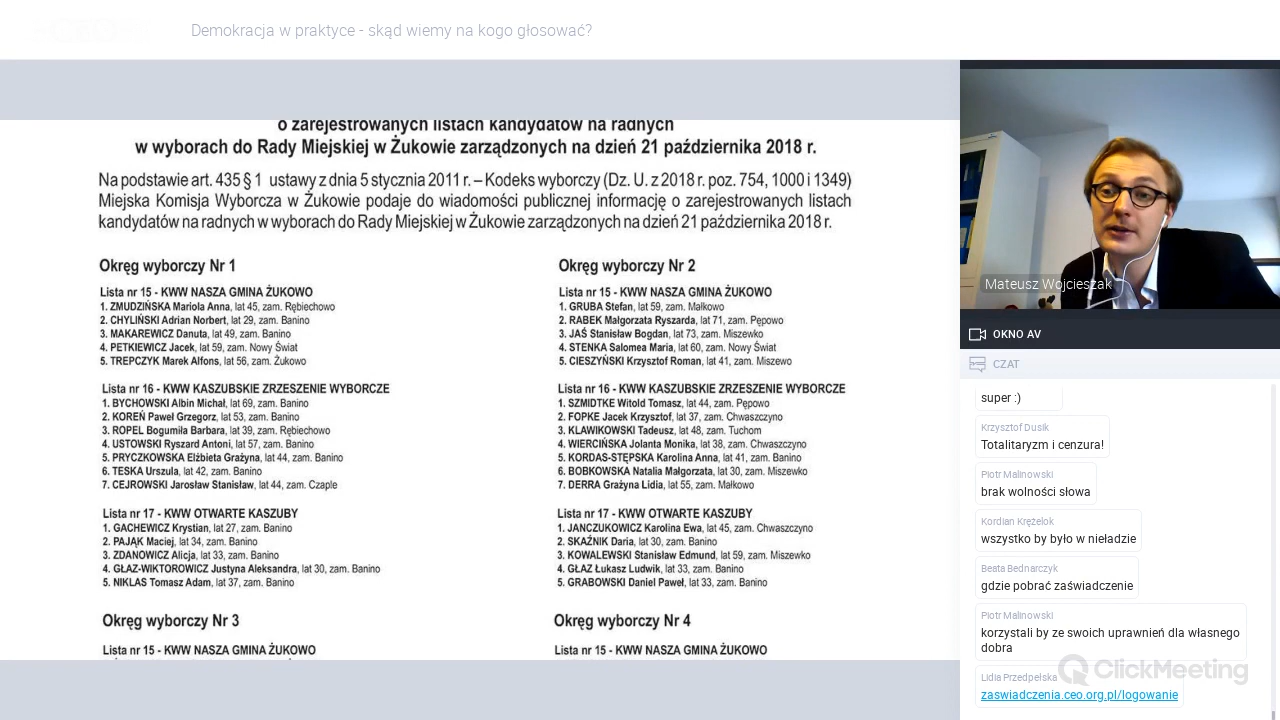 Demokracja w praktyce - skąd wiemy na kogo głosować?
o zarejestrowanych listach kandydatów na radnych
w wyborach do Rady Miejskiej w Żukowie zarządzonych na dzień 21 października 2018 r.
Na podstawie art. 435 § 1 ustawy z dnia 5 stycznia 2011 r. – Kodeks wyborczy (Dz. U. z 2018 r. poz. 754, 1000 i 1349)
Miejska Komisja Wyborcza w Żukowie podaje do wiadomości publicznej informację o zarejestrowanych listach
kandydatów na radnych w wyborach do Rady Miejskiej w Żukowie zarządzonych na dzień 21 października 2018 r.
Okręg wyborczy Nr 1
Lista nr 15 - KWW NASZA GMINA ŻUKOWO
1. ŻMUDZIŃSKA Mariola Anna, lat 45, zam. Rębiechowo
2. CHYLIŃSKI Adrian Norbert, lat 29, zam. Banino
3. MAKAREWICZ Danuta, lat 49, zam. Banino
4. PETKIEWICZ Jacek, lat 59, zam. Nowy Świat
5. TREPCZYK Marek Alfons, lat 56, zam. Żukowo
Lista nr 16 - KWW KASZUBSKIE ZRZESZENIE WYBORCZE
1. BYCHOWSKI Albin Michał, lat 69, zam. Banino
2. KOREŃ Paweł Grzegorz, lat 53, zam. Banino
3. ROPEL Bogumiła Barbara, lat 39, zam. Rębiechowo
4. USTOWSKI Ryszard Antoni, lat 57, zam. Banino
5. PRYCZKOWSKA Elżbieta Grażyna, lat 44, zam. Banino
6. TESKA Urszula, lat 42, zam. Banino
7. CEJROWSKI Jarosław Stanisław, lat 44, zam. Czaple
Lista nr 17 - KWW OTWARTE KASZUBY
1. GACHEWICZ Krystian, lat 27, zam. Banino
2. PAJĄK Maciej, lat 34, zam. Banino
3. ZDANOWICZ Alicja, lat 33, zam. Banino
4. GŁAZ-WIKTOROWICZ Justyna Aleksandra, lat 30, zam. Banino
5. NIKLAS Tomasz Adam, lat 37, zam. Banino
Okręg wyborczy Nr 3
Lista nr 15 - KWW NASZA GMINA ŻUKOWO
Okręg wyborczy Nr 2
Lista nr 15 - KWW NASZA GMINA ŻUKOWO
1. GRUBA Stefan, lat 59, zam. Małkowo
2. RABEK Małgorzata Ryszarda, lat 71, zam. Pępowo
3. JAŚ Stanisław Bogdan, lat 73, zam. Miszewko
4. STENKA Salomea Maria, lat 60, zam. Nowy Świat
5. CIESZYŃSKI Krzysztof Roman, lat 41, zam. Miszewo
Lista nr 16 - KWW KASZUBSKIE ZRZESZENIE WYBORCZE
1. SZMIDTKE Witold Tomasz, lat 44, zam. Pępowo
2. FOPKE Jacek Krzysztof, lat 37, zam. Chwaszczyno
3. KLAWIKOWSKI Tadeusz, lat 48, zam. Tuchom
4. WIERCIŃSKA Jolanta Monika, lat 38, zam. Chwaszczyno
5. KORDAS-STĘPSKA Karolina Anna, lat 41, zam. Banino
6. BOBKOWSKA Natalia Małgorzata, lat 30, zam. Miszewko
7. DERRA Grażyna Lidia, lat 55, zam. Małkowo
Lista nr 17 - KWW OTWARTE KASZUBY
1. JANCZUKOWICZ Karolina Ewa, lat 45, zam. Chwaszczyno
2. SKAŹNIK Daria, lat 30, zam. Banino
3. KOWALEWSKI Stanisław Edmund, lat 59, zam. Miszewko
4. GŁAZ Łukasz Ludwik, lat 33, zam. Banino
5. GRABOWSKI Daniel Paweł, lat 33, zam. Banino
Okręg wyborczy Nr 4
Lista nr 15 - KWW NASZA GMINA ŻUKOWO
Mateusz Wojcieszak
OKNO AV
CZAT
super :)
Krzysztof Dusik
Totalitaryzm i cenzura!
Piotr Malinowski
brak wolności słowa
Kordian Krężelok
wszystko by było w nieładzie
Beata Bednarczyk
gdzie pobrać zaświadczenie
Piotr Malinowski
korzystali by ze swoich uprawnień dla własnego
dobra
Lidia Przedpełska
zaswiadczenia.ceo.org.pl/logowanie
ClickMeeting